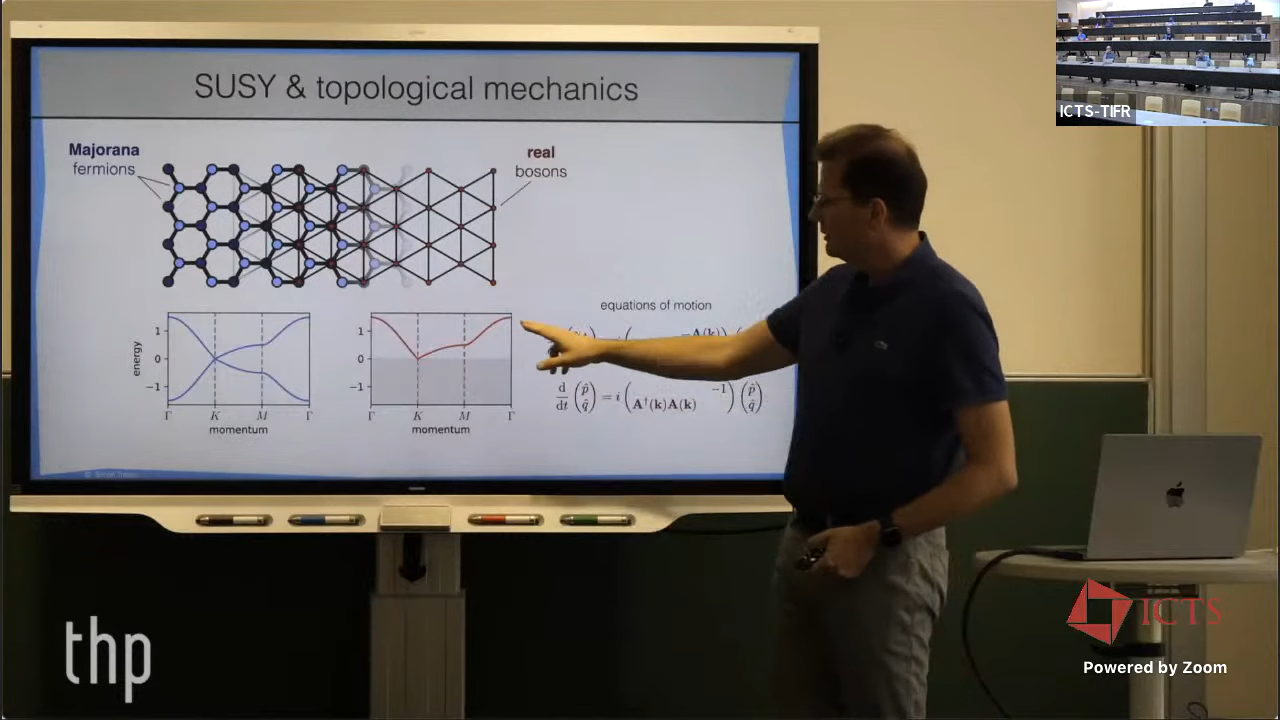 SUSY & topological mechanics
Majorana
fermions
real
bosons
energy
1
0
−1
Γ K M Γ
momentum
1
0
−1
Γ K M Γ
momentum
equations of motion
−A(k)
d/dt (p̂ q̂) = i ( −1 A†(k)A(k) ) (p̂ q̂)
thp
ICTS-TIFR
ICTS
Powered by Zoom